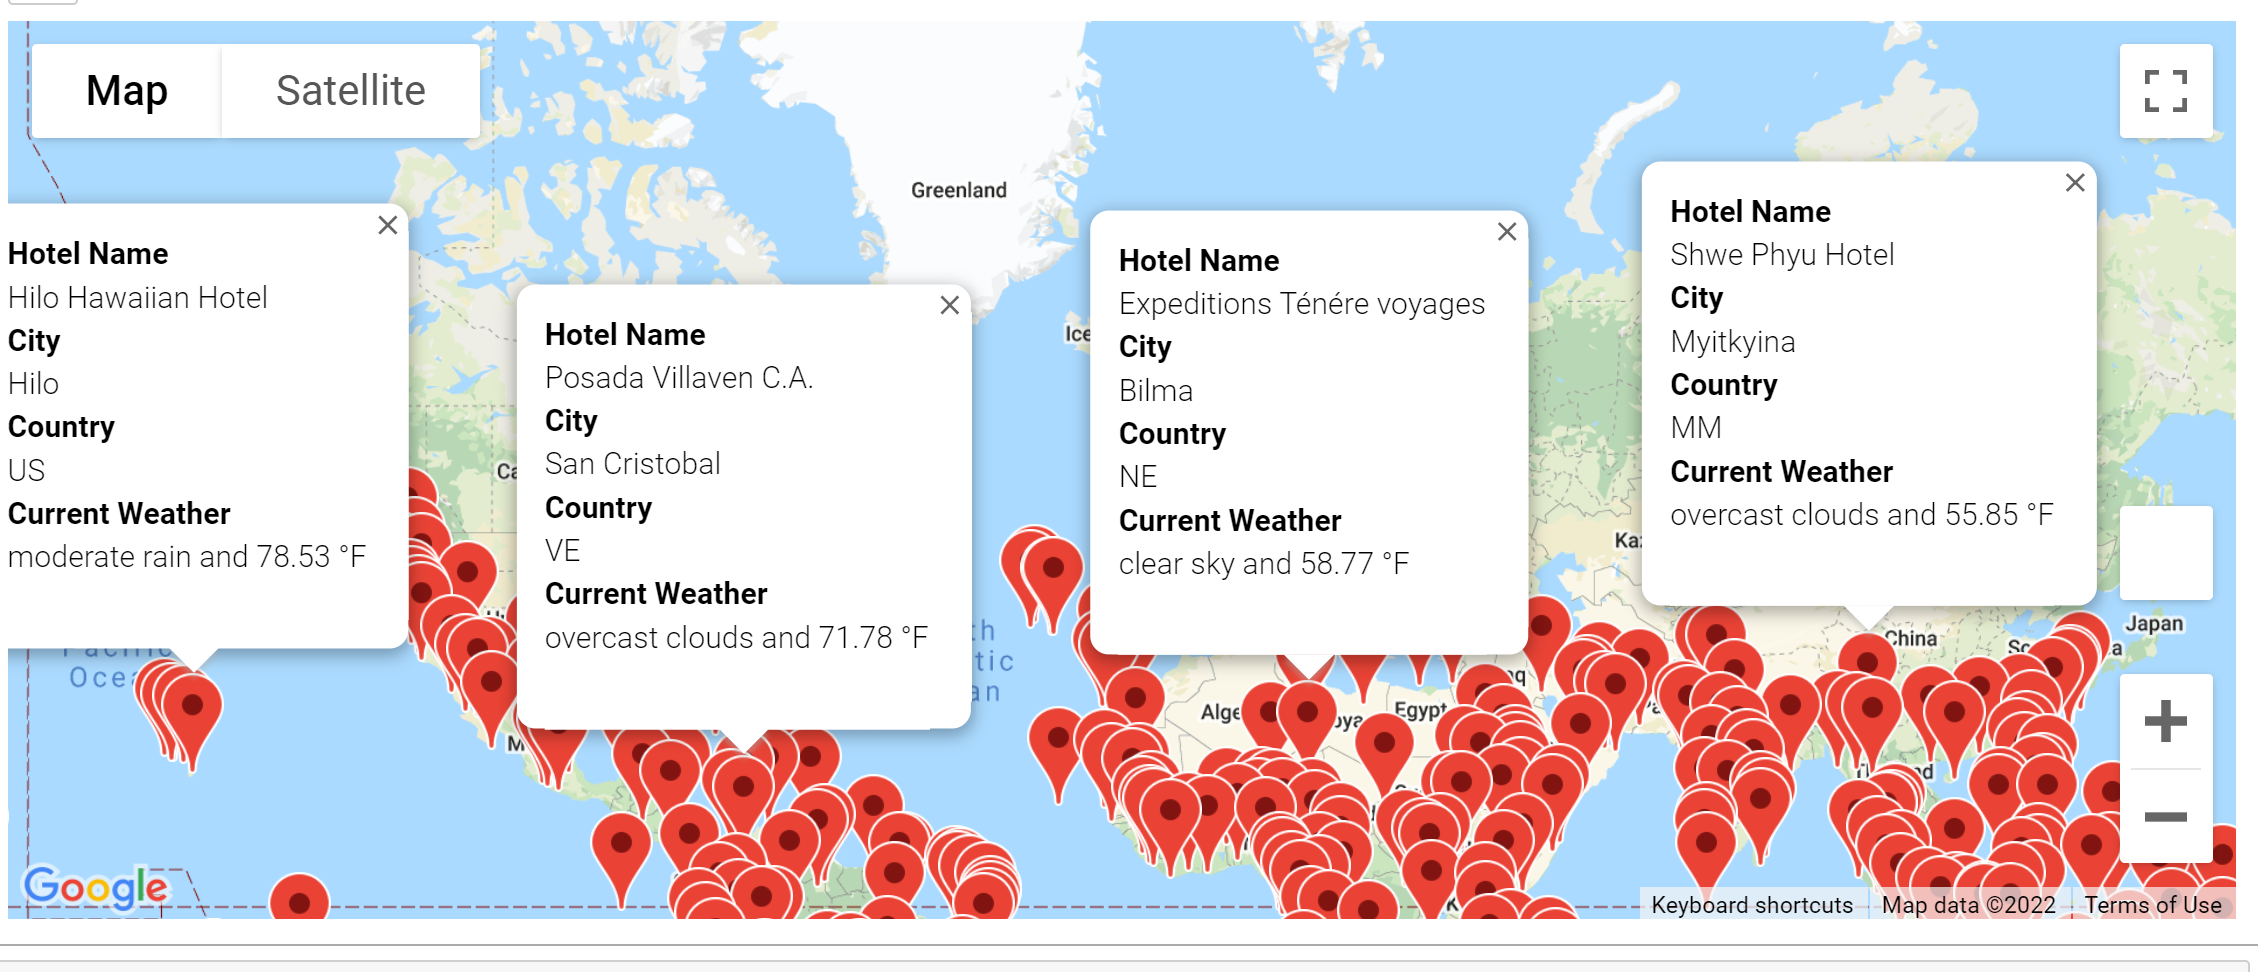 Map
Satellite
Greenland
Hotel Name
Hilo Hawaiian Hotel
City
Hilo
Country
US
Current Weather
moderate rain and 78.53 °F
Hotel Name
Posada Villaven C.A.
City
San Cristobal
Country
VE
Current Weather
overcast clouds and 71.78 °F
Hotel Name
Expeditions Ténére voyages
City
Bilma
Country
NE
Current Weather
clear sky and 58.77 °F
Hotel Name
Shwe Phyu Hotel
City
Myitkyina
Country
MM
Current Weather
overcast clouds and 55.85 °F
Ice
Ca
Ka
China
Japan
Alge
Egypt
Google
Keyboard shortcuts
Map data ©2022
Terms of Use